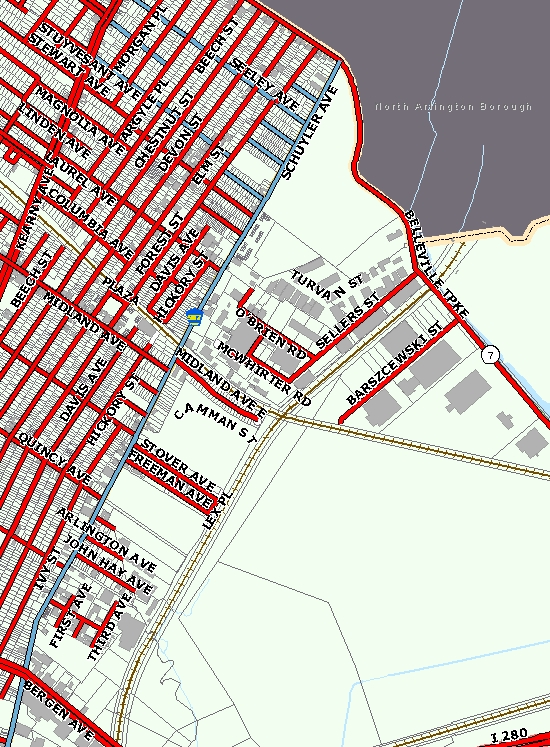 MORGAN PL
BEECH ST
STUYVESANT AVE
STEWART AVE
SEELEY AVE
ARGYLE PL
MAGNOLIA AVE
SCHUYLER AVE
North Arlington Borough
LINDEN AVE
CHESTNUT ST
DEVON ST
ELM ST
LAUREL AVE
KEARNY AVE
N COLUMBIA AVE
FOREST ST
DAVIS AVE
BELLEVILLE TPKE
BEECH ST
HICKORY ST
TURVAN ST
PLAZA
MIDLAND AVE
O'BRIEN RD
SELLERS ST
7
MCWHIRTER RD
BARSZCEWSKI ST
MIDLAND AVE E
DAVIS AVE
HICKORY ST
CAMMAN ST
QUINCY AVE
STOVER AVE
FREEMAN AVE
LEX PL
ARLINGTON AVE
JOHN HAY AVE
IVY ST
FIRST AVE
THIRD AVE
BERGEN AVE
I 280